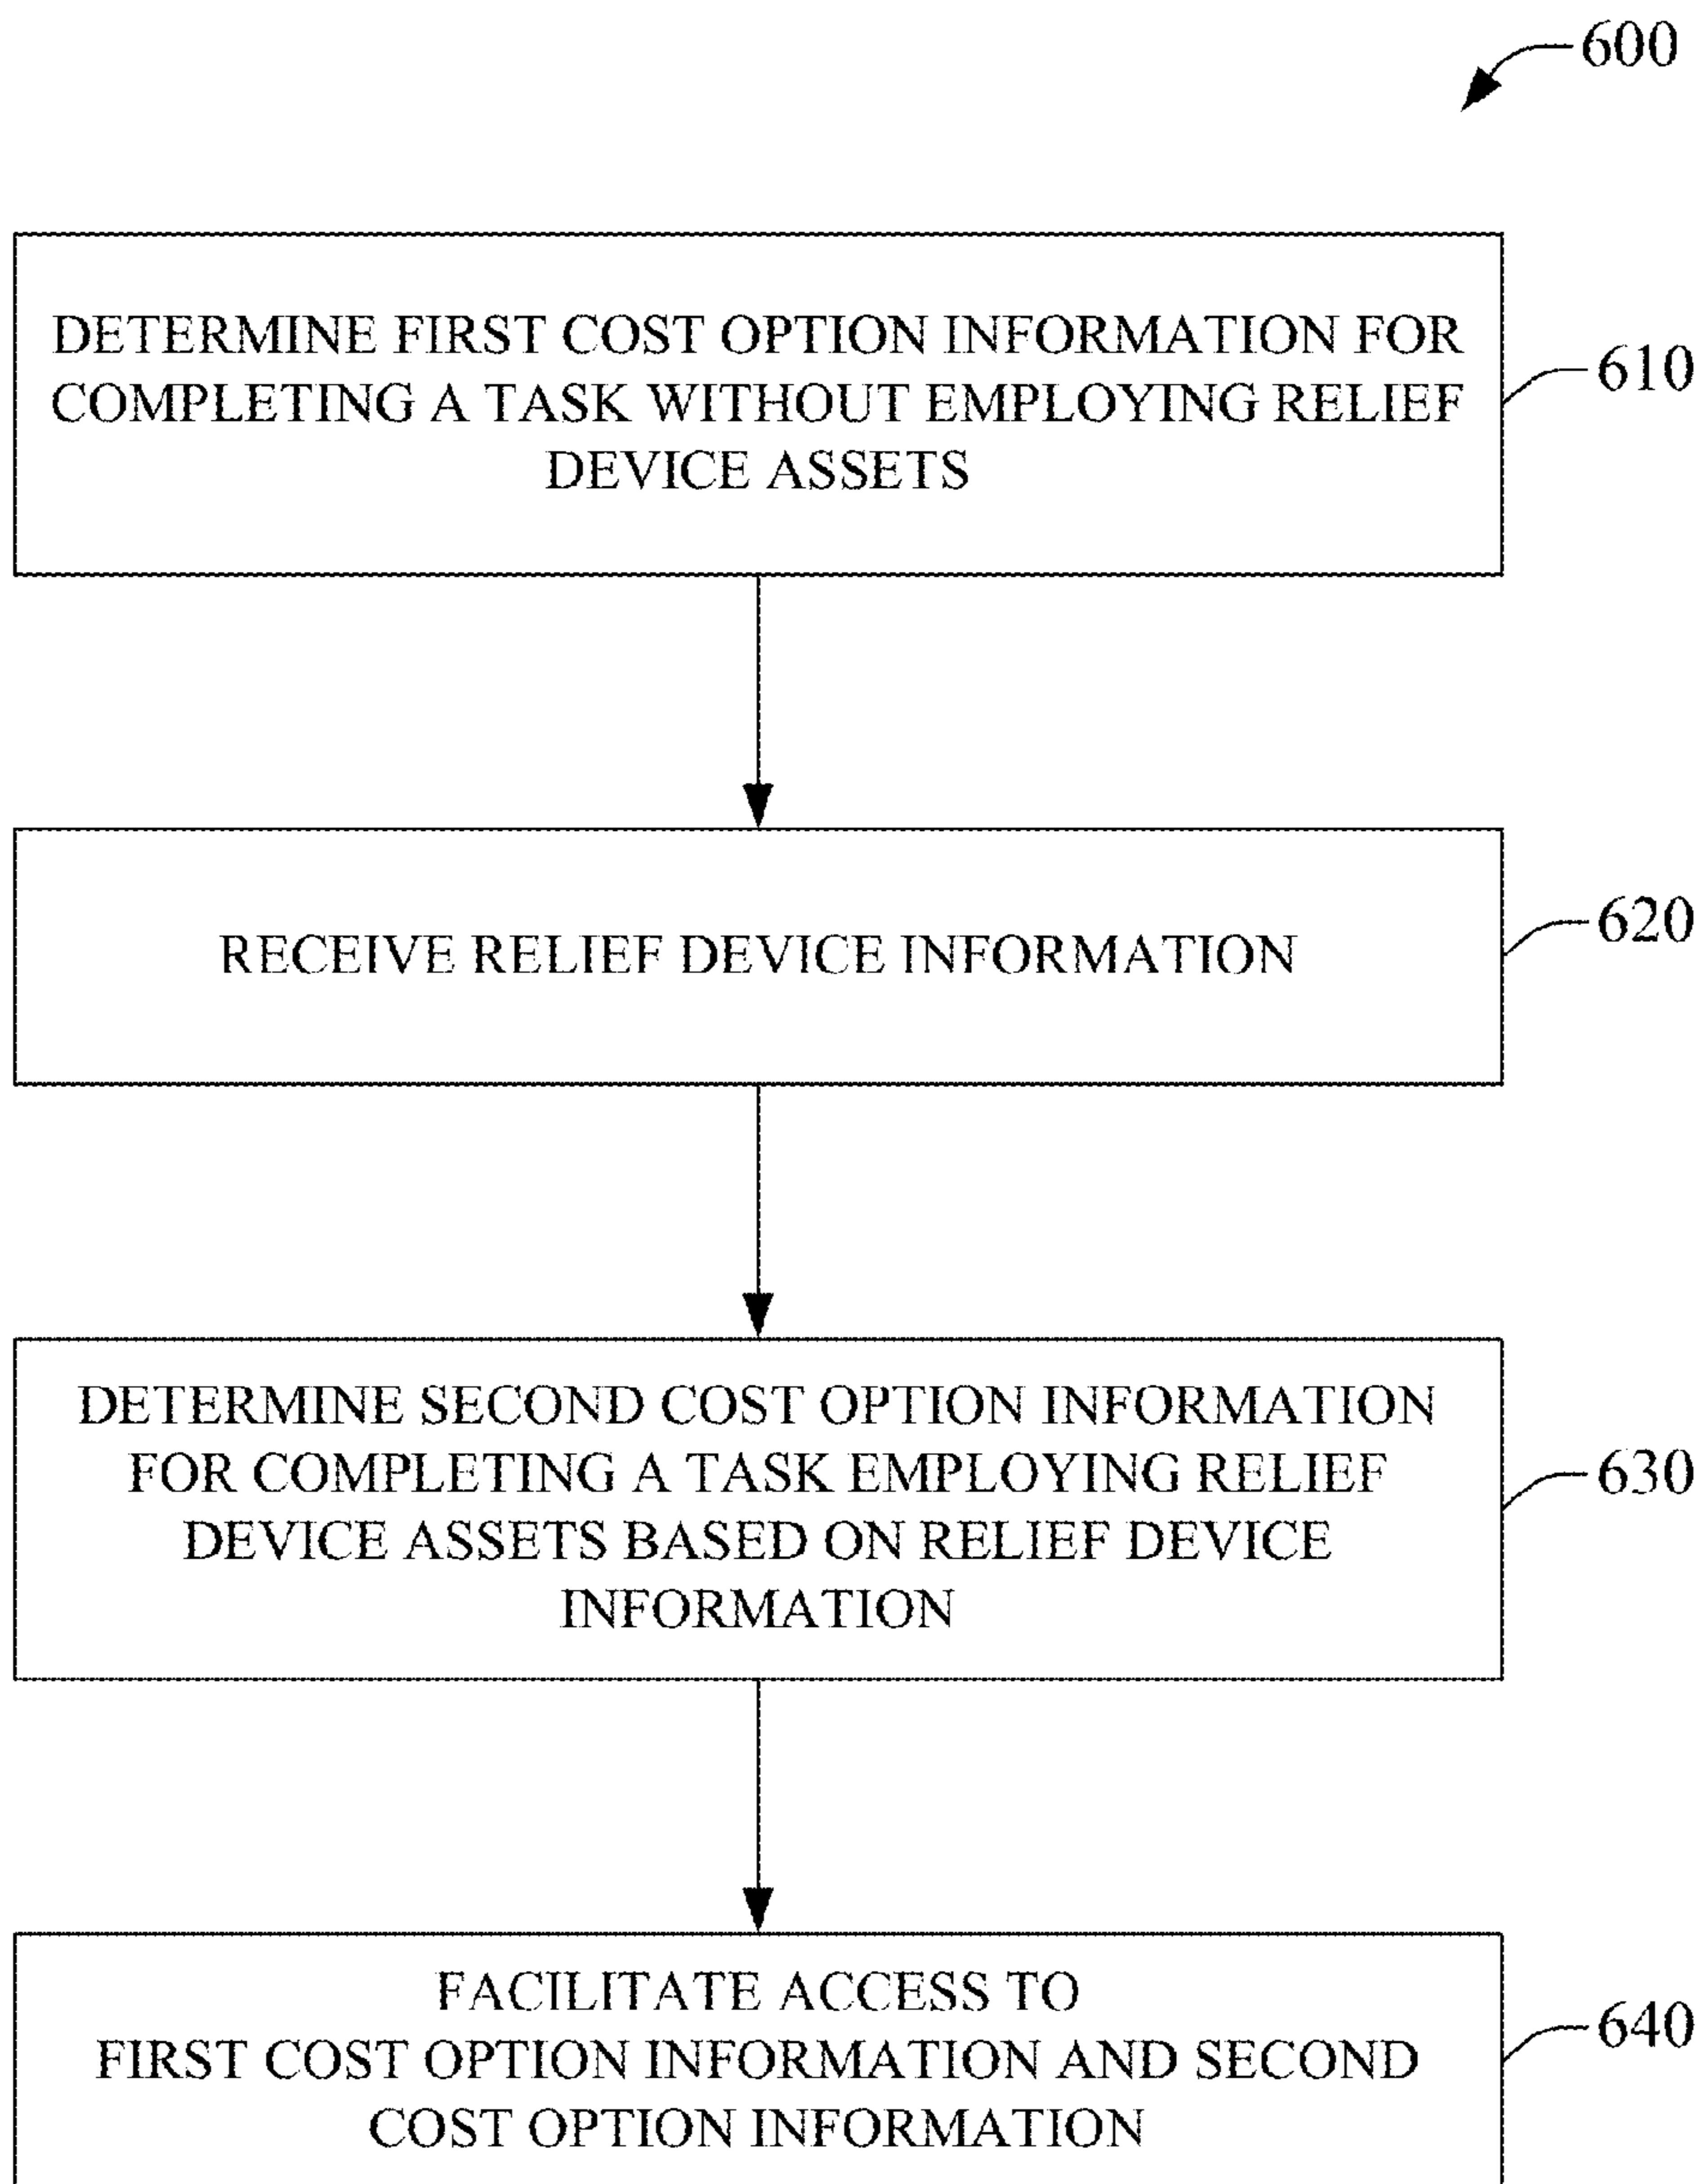 600
DETERMINE FIRST COST OPTION INFORMATION FOR
COMPLETING A TASK WITHOUT EMPLOYING RELIEF
DEVICE ASSETS
610
RECEIVE RELIEF DEVICE INFORMATION
620
DETERMINE SECOND COST OPTION INFORMATION
FOR COMPLETING A TASK EMPLOYING RELIEF
DEVICE ASSETS BASED ON RELIEF DEVICE
INFORMATION
630
FACILITATE ACCESS TO
FIRST COST OPTION INFORMATION AND SECOND
COST OPTION INFORMATION
640